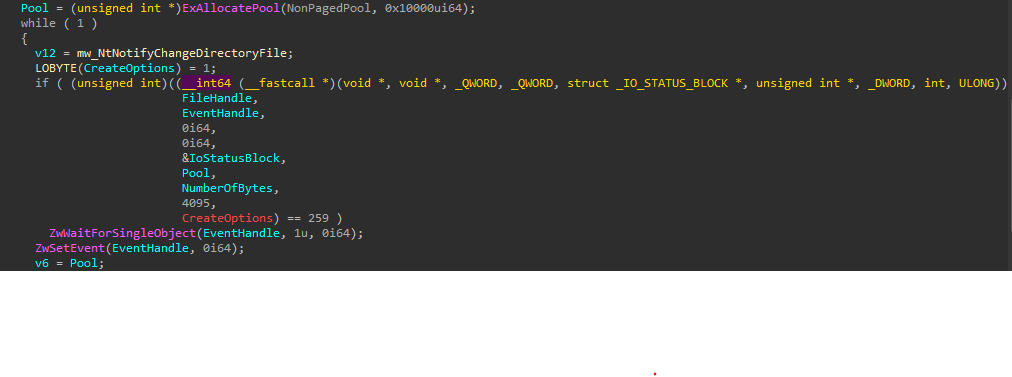 Pool = (unsigned int *)ExAllocatePool(NonPagedPool, 0x10000ui64);
while ( 1 )
{
v12 = mw_NtNotifyChangeDirectoryFile;
LOBYTE(CreateOptions) = 1;
if ( (unsigned int)((__int64 (__fastcall *)(void *, void *, _QWORD, _QWORD, struct _IO_STATUS_BLOCK *, unsigned int *, _DWORD, int, ULONG))
FileHandle,
EventHandle,
0i64,
0i64,
&IoStatusBlock,
Pool,
NumberOfBytes,
4095,
CreateOptions) == 259 )
ZwWaitForSingleObject(EventHandle, 1u, 0i64);
ZwSetEvent(EventHandle, 0i64);
v6 = Pool;